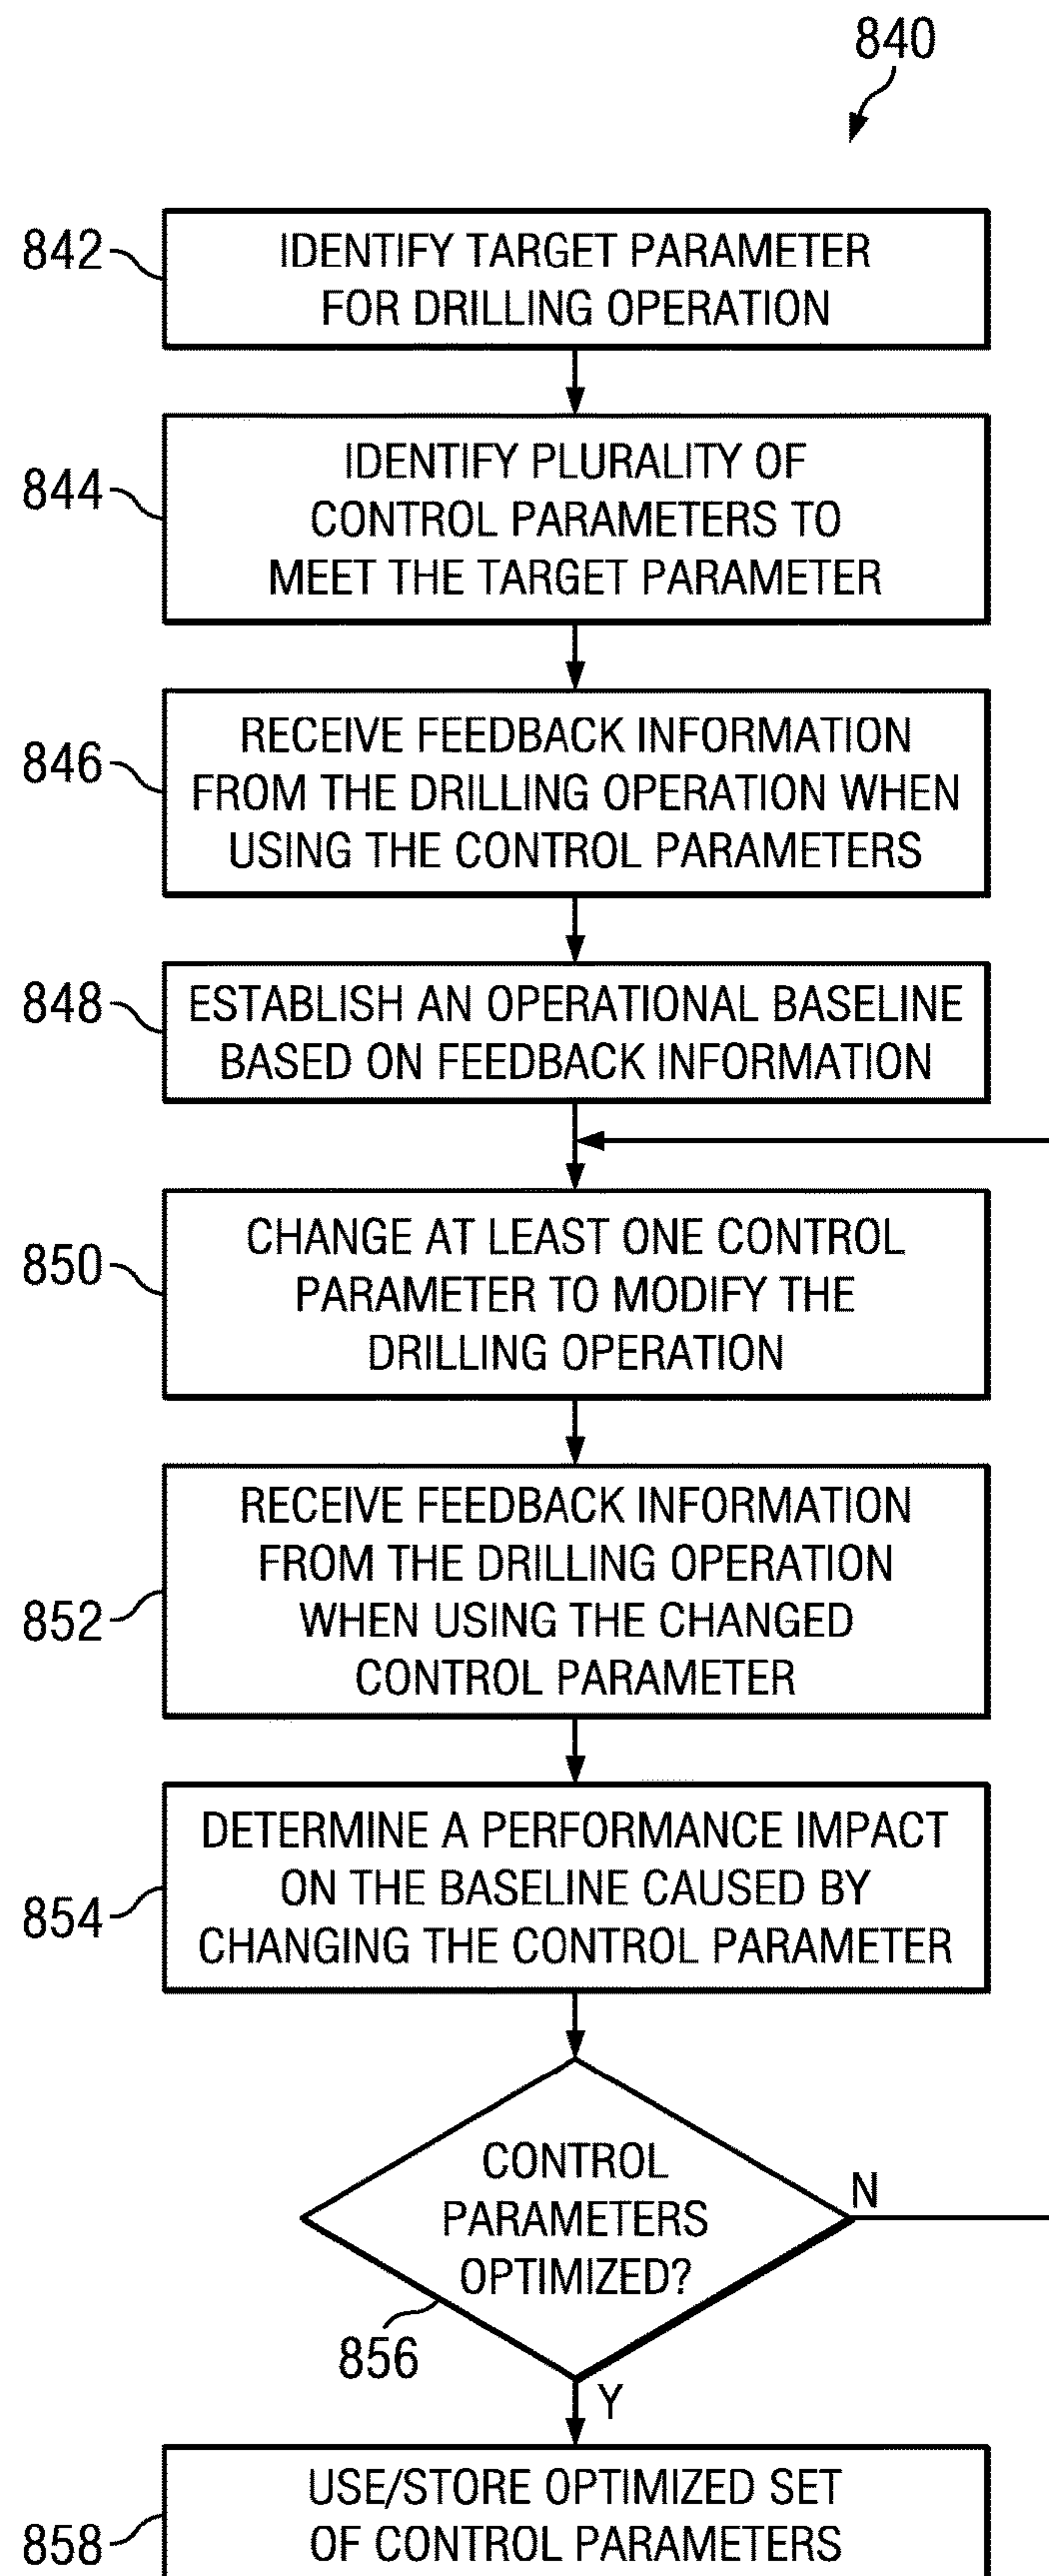 840
842
IDENTIFY TARGET PARAMETER
FOR DRILLING OPERATION
844
IDENTIFY PLURALITY OF
CONTROL PARAMETERS TO
MEET THE TARGET PARAMETER
846
RECEIVE FEEDBACK INFORMATION
FROM THE DRILLING OPERATION WHEN
USING THE CONTROL PARAMETERS
848
ESTABLISH AN OPERATIONAL BASELINE
BASED ON FEEDBACK INFORMATION
850
CHANGE AT LEAST ONE CONTROL
PARAMETER TO MODIFY THE
DRILLING OPERATION
852
RECEIVE FEEDBACK INFORMATION
FROM THE DRILLING OPERATION
WHEN USING THE CHANGED
CONTROL PARAMETER
854
DETERMINE A PERFORMANCE IMPACT
ON THE BASELINE CAUSED BY
CHANGING THE CONTROL PARAMETER
CONTROL
PARAMETERS
OPTIMIZED?
N
856
Y
858
USE/STORE OPTIMIZED SET
OF CONTROL PARAMETERS